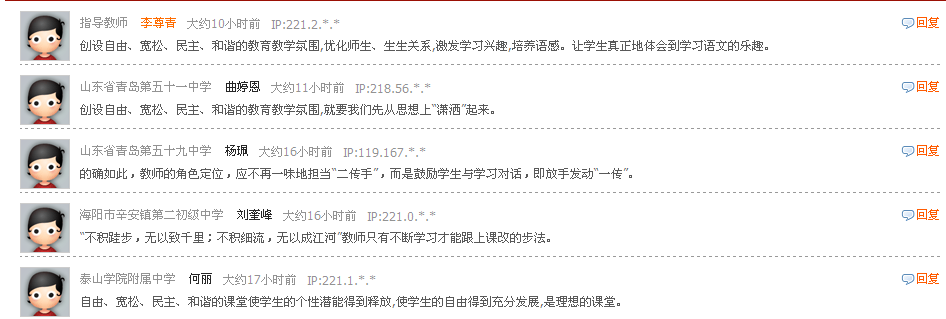 指导教师 李尊青 大约10小时前 IP:221.2.*.* 回复
创设自由、宽松、民主、和谐的教育教学氛围,优化师生、生生关系,激发学习兴趣,培养语感。让学生真正地体会到学习语文的乐趣。
山东省青岛第五十一中学 曲婷恩 大约11小时前 IP:218.56.*.* 回复
创设自由、宽松、民主、和谐的教育教学氛围,就要我们先从思想上“潇洒”起来。
山东省青岛第五十九中学 杨珮 大约16小时前 IP:119.167.*.* 回复
的确如此，教师的角色定位，应不再一味地担当“二传手”，而是鼓励学生与学习对话，即放手发动“一传”。
海阳市辛安镇第二初级中学 刘奎峰 大约16小时前 IP:221.0.*.* 回复
“不积跬步，无以致千里；不积细流，无以成江河”教师只有不断学习才能跟上课改的步法。
泰山学院附属中学 何丽 大约17小时前 IP:221.1.*.* 回复
自由、宽松、民主、和谐的课堂使学生的个性潜能得到释放,使学生的自由得到充分发展,是理想的课堂。